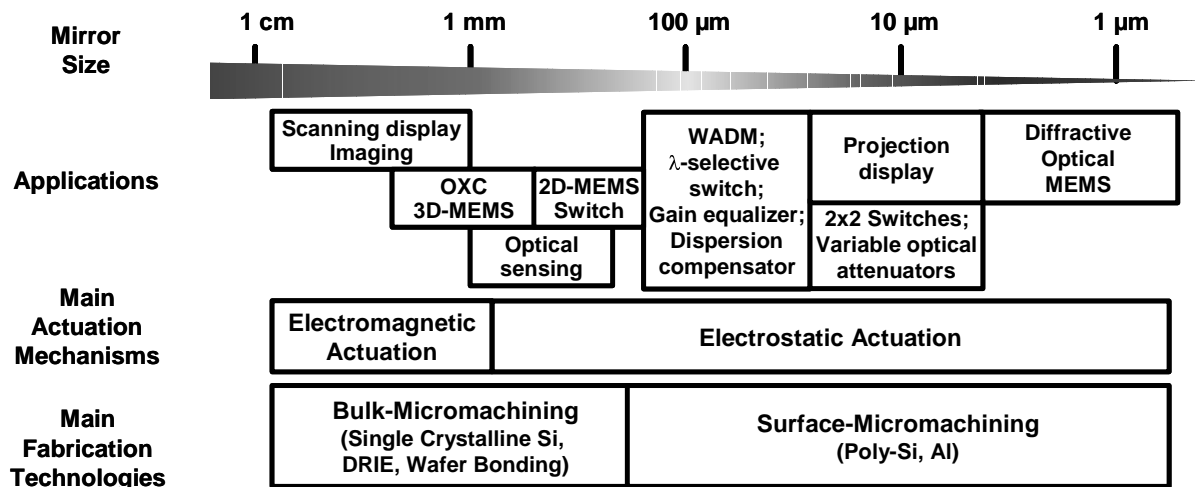 Mirror
Size
1 cm
1 mm
100 µm
10 µm
1 µm
Applications
Scanning display
Imaging
OXC
3D-MEMS
2D-MEMS
Switch
Optical
sensing
WADM;
λ-selective
switch;
Gain equalizer;
Dispersion
compensator
Projection
display
2x2 Switches;
Variable optical
attenuators
Diffractive
Optical
MEMS
Main
Actuation
Mechanisms
Electromagnetic
Actuation
Electrostatic Actuation
Main
Fabrication
Technologies
Bulk-Micromachining
(Single Crystalline Si,
DRIE, Wafer Bonding)
Surface-Micromachining
(Poly-Si, Al)